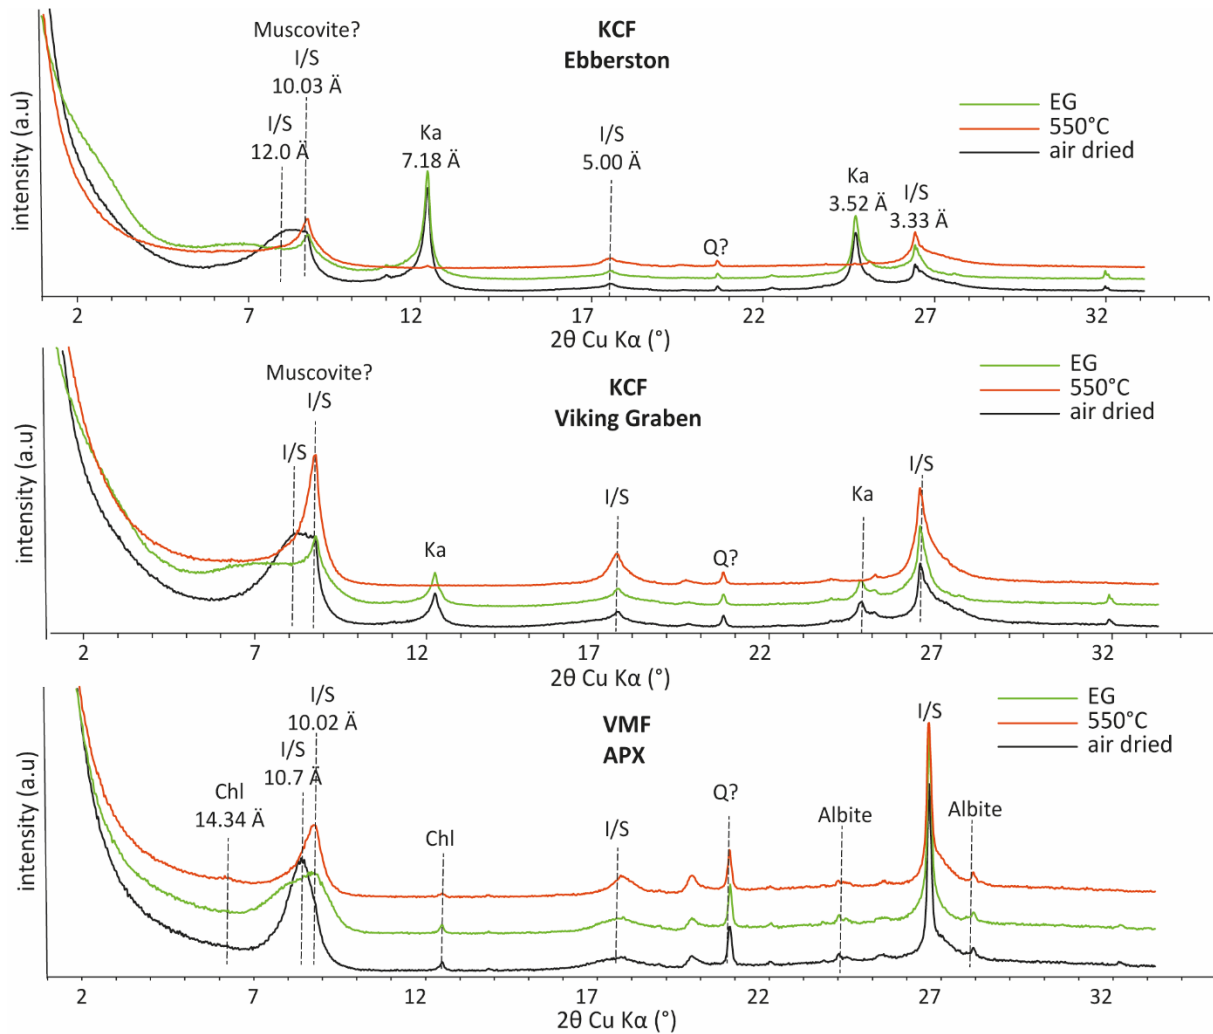 KCF
Ebberston
Muscovite?
I/S
10.03 Ä
I/S
12.0 Ä
Ka
7.18 Ä
I/S
5.00 Ä
Q?
Ka
3.52 Ä
I/S
3.33 Ä
EG
550°C
air dried
intensity (a.u)
2 7 12 17 22 27 32
2θ Cu Kα (°)
KCF
Viking Graben
Muscovite?
I/S
I/S
Ka
I/S
Q?
Ka
I/S
EG
550°C
air dried
intensity (a.u)
2 7 12 17 22 27 32
2θ Cu Kα (°)
VMF
APX
I/S
10.02 Ä
I/S
10.7 Ä
Chl
14.34 Ä
Chl
I/S
Q?
Albite
I/S
Albite
EG
550°C
air dried
intensity (a.u)
2 7 12 17 22 27 32
2θ Cu Kα (°)